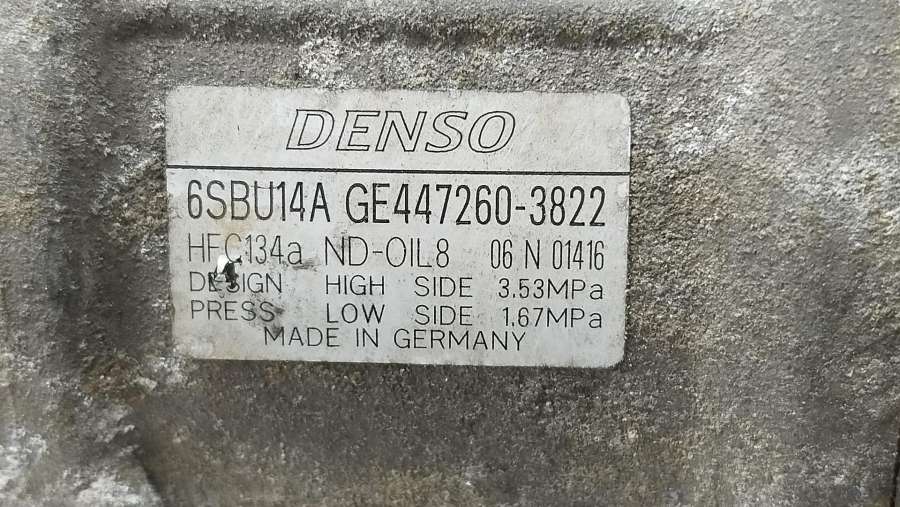 DENSO
6SBU14A GE447260-3822
HFC134a ND-OIL8 06 N 01416
DESIGN HIGH SIDE 3.53MPa
PRESS LOW SIDE 1.67MPa
MADE IN GERMANY